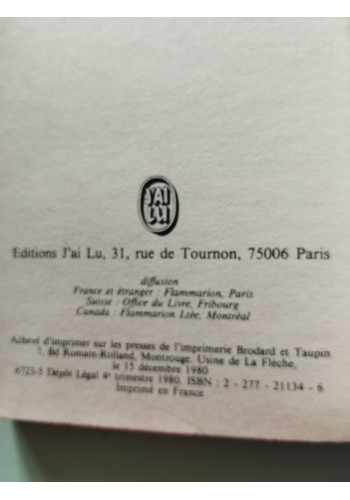 J'AI
LU
Editions J'ai Lu, 31, rue de Tournon, 75006 Paris
diffusion
France et étranger : Flammarion, Paris
Suisse : Office du Livre, Fribourg
Canada : Flammarion Ltée, Montréal
Achevé d'imprimer sur les presses de l'imprimerie Brodard et Taupin
7, Bd Romain-Rolland, Montrouge. Usine de La Flèche,
le 15 décembre 1980
6723-5 Dépôt Légal 4e trimestre 1980. ISBN : 2 - 277 - 21134 - 6
Imprimé en France